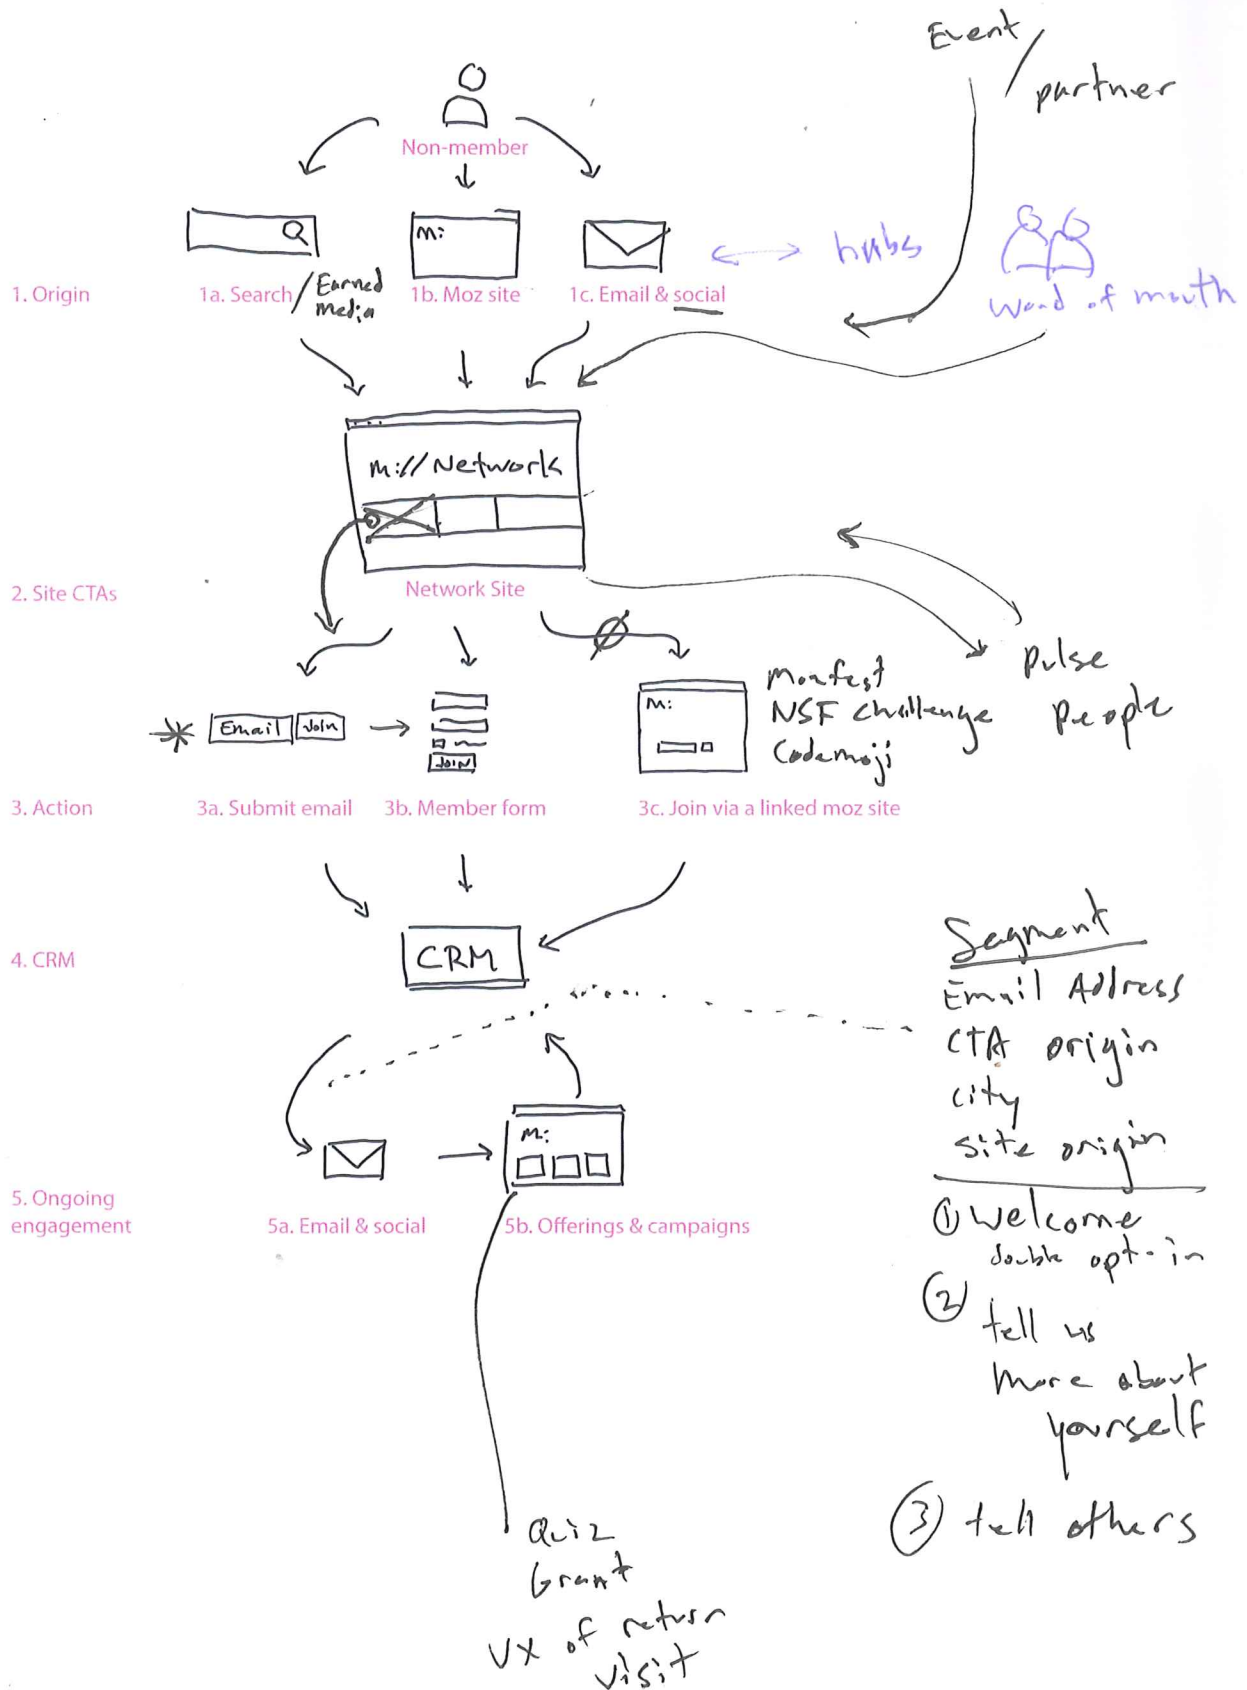 Event /
partner
Non-member
m:
hubs
word of mouth
1. Origin
1a. Search / Earned
media
1b. Moz site
1c. Email & social
m:// Network
2. Site CTAs
Network Site
Pulse
People
Email Join
JOIN
m:
Mozfest
NSF challenge
Codemoji
3. Action
3a. Submit email
3b. Member form
3c. Join via a linked moz site
4. CRM
CRM
Segment
Email Address
CTA origin
city
site origin
m:
5. Ongoing
engagement
5a. Email & social
5b. Offerings & campaigns
① Welcome
double opt-in
② tell us
more about
yourself
③ tell others
Quiz
Grant
UX of return
visit